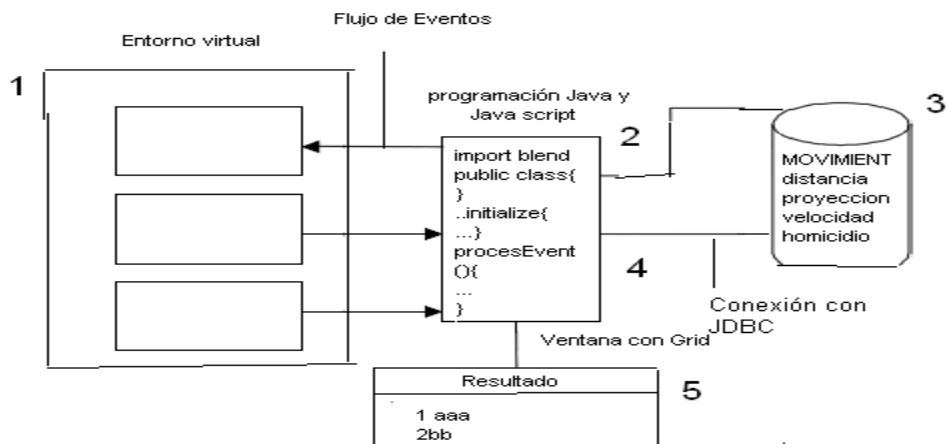 Flujo de Eventos
Entorno virtual
1
programación Java y
Java script
2
3
import blend
public class{
}
..initialize{
...}
procesEvent
(){
...
}
MOVIMIENT
distancia
proyeccion
velocidad
homicidio
4
Conexión con
JDBC
Ventana con Grid
Resultado
5
1 aaa
2bb